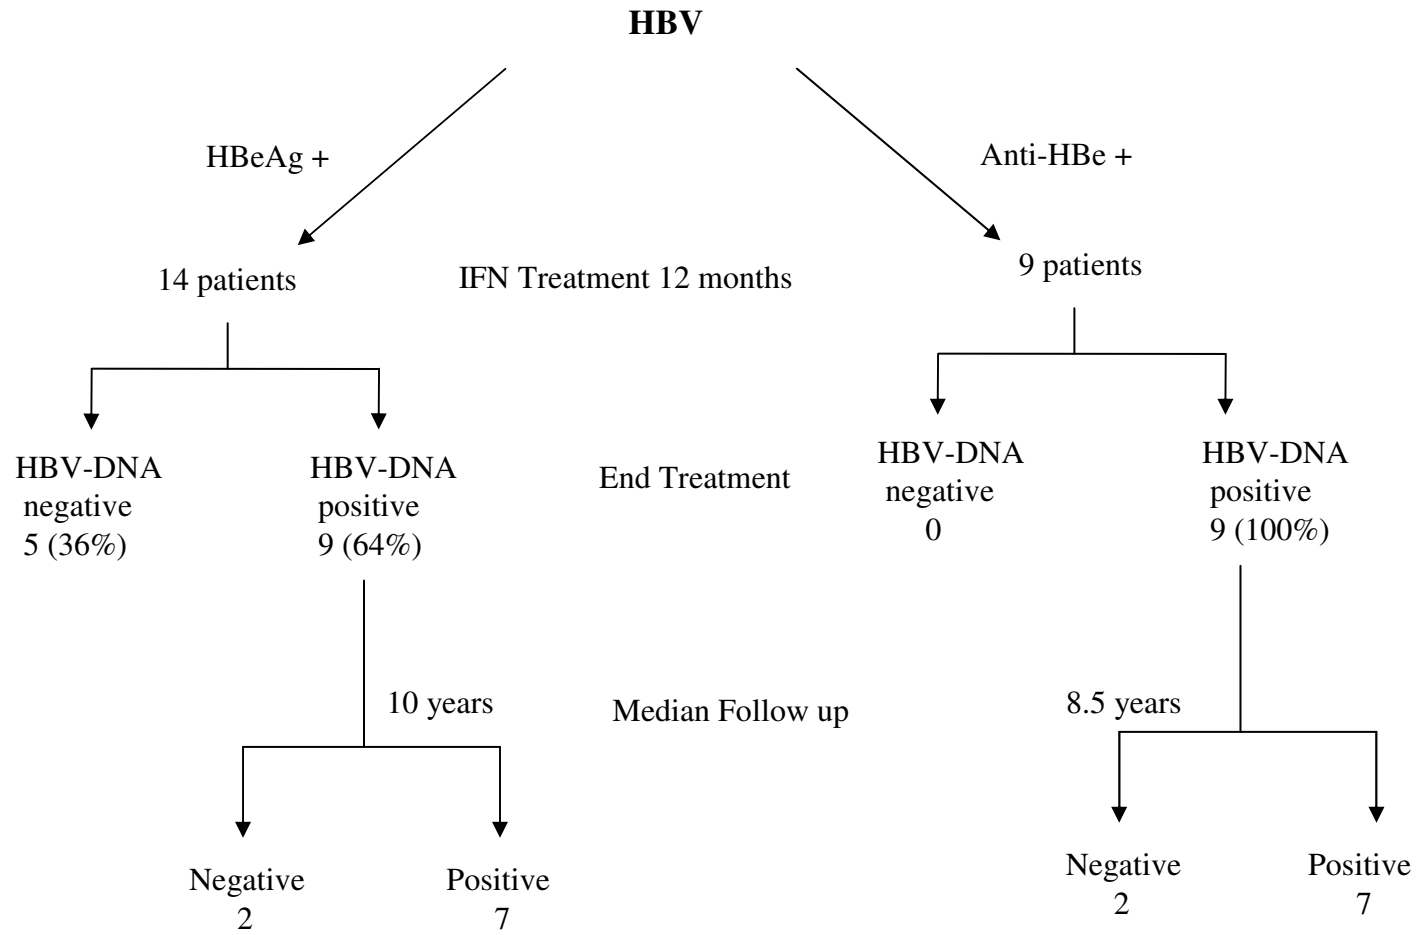 HBV
HBeAg +
Anti-HBe +
14 patients
IFN Treatment 12 months
9 patients
HBV-DNA
negative
5 (36%)
HBV-DNA
positive
9 (64%)
End Treatment
HBV-DNA
negative
0
HBV-DNA
positive
9 (100%)
10 years
Median Follow up
8.5 years
Negative
2
Positive
7
Negative
2
Positive
7